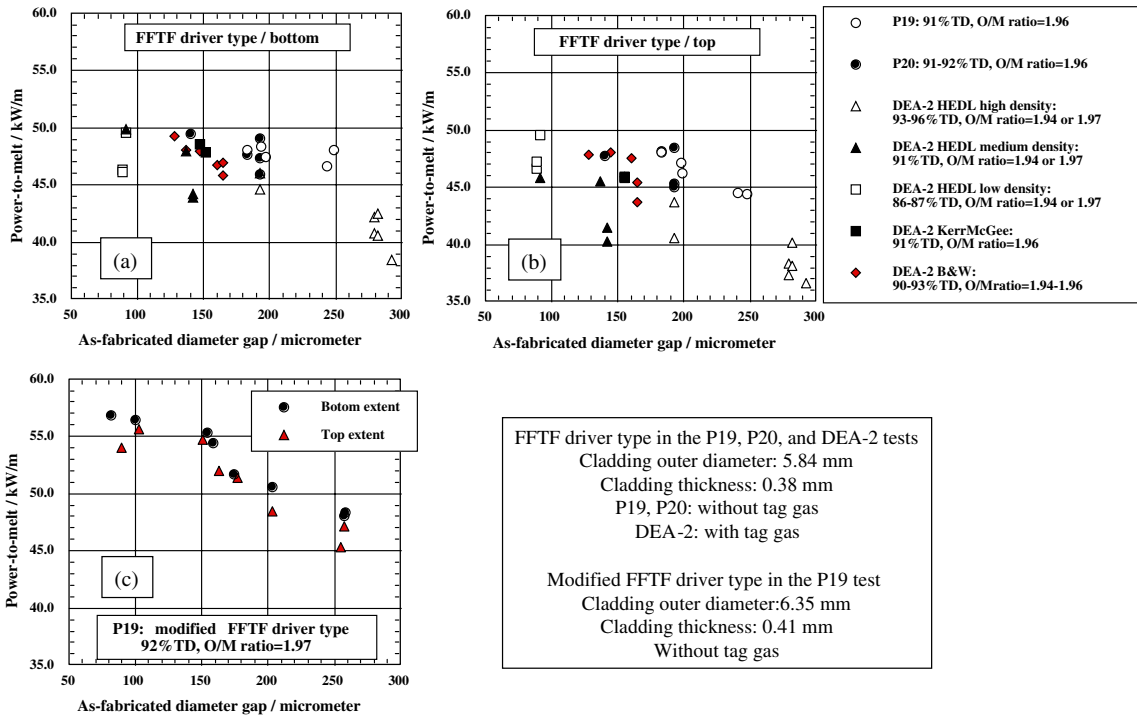 60.0
55.0
50.0
45.0
40.0
35.0
Power-to-melt / kW/m
FFTF driver type / bottom
(a)
50
100
150
200
250
300
As-fabricated diameter gap / micrometer
60.0
55.0
50.0
45.0
40.0
35.0
Power-to-melt / kW/m
FFTF driver type / top
(b)
50
100
150
200
250
300
As-fabricated diameter gap / micrometer
P19: 91%TD, O/M ratio=1.96
P20: 91-92%TD, O/M ratio=1.96
DEA-2 HEDL high density:
93-96%TD, O/M ratio=1.94 or 1.97
DEA-2 HEDL medium density:
91%TD, O/M ratio=1.94 or 1.97
DEA-2 HEDL low density:
86-87%TD, O/M ratio=1.94 or 1.97
DEA-2 KerrMcGee:
91%TD, O/M ratio=1.96
DEA-2 B&W:
90-93%TD, O/Mratio=1.94-1.96
60.0
55.0
50.0
45.0
40.0
35.0
Power-to-melt / kW/m
Botom extent
Top extent
(c)
P19: modified FFTF driver type
92%TD, O/M ratio=1.97
50
100
150
200
250
300
As-fabricated diameter gap / micrometer
FFTF driver type in the P19, P20, and DEA-2 tests
Cladding outer diameter: 5.84 mm
Cladding thickness: 0.38 mm
P19, P20: without tag gas
DEA-2: with tag gas
Modified FFTF driver type in the P19 test
Cladding outer diameter:6.35 mm
Cladding thickness: 0.41 mm
Without tag gas